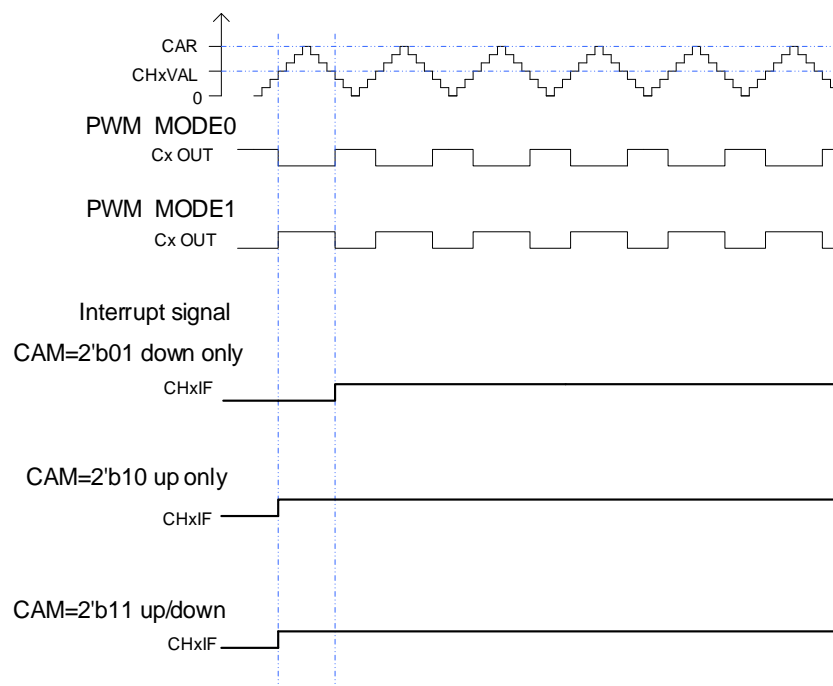 CAR
CHxVAL
0
PWM MODE0
Cx OUT
PWM MODE1
Cx OUT
Interrupt signal
CAM=2'b01 down only
CHxIF
CAM=2'b10 up only
CHxIF
CAM=2'b11 up/down
CHxIF